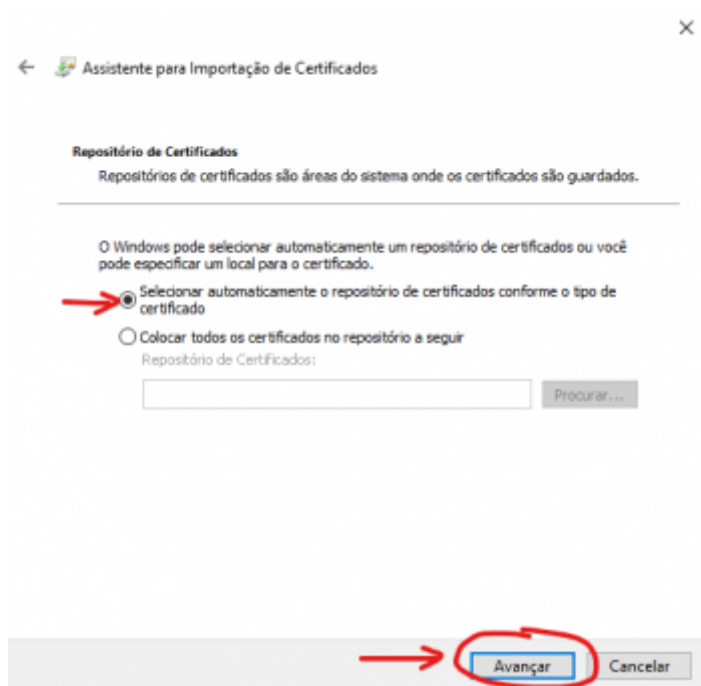 Assistente para Importação de Certificados
Repositório de Certificados
Repositórios de certificados são áreas do sistema onde os certificados são guardados.
O Windows pode selecionar automaticamente um repositório de certificados ou você
pode especificar um local para o certificado.
Selecionar automaticamente o repositório de certificados conforme o tipo de
certificado
Colocar todos os certificados no repositório a seguir
Repositório de Certificados:
Procurar...
Avançar
Cancelar